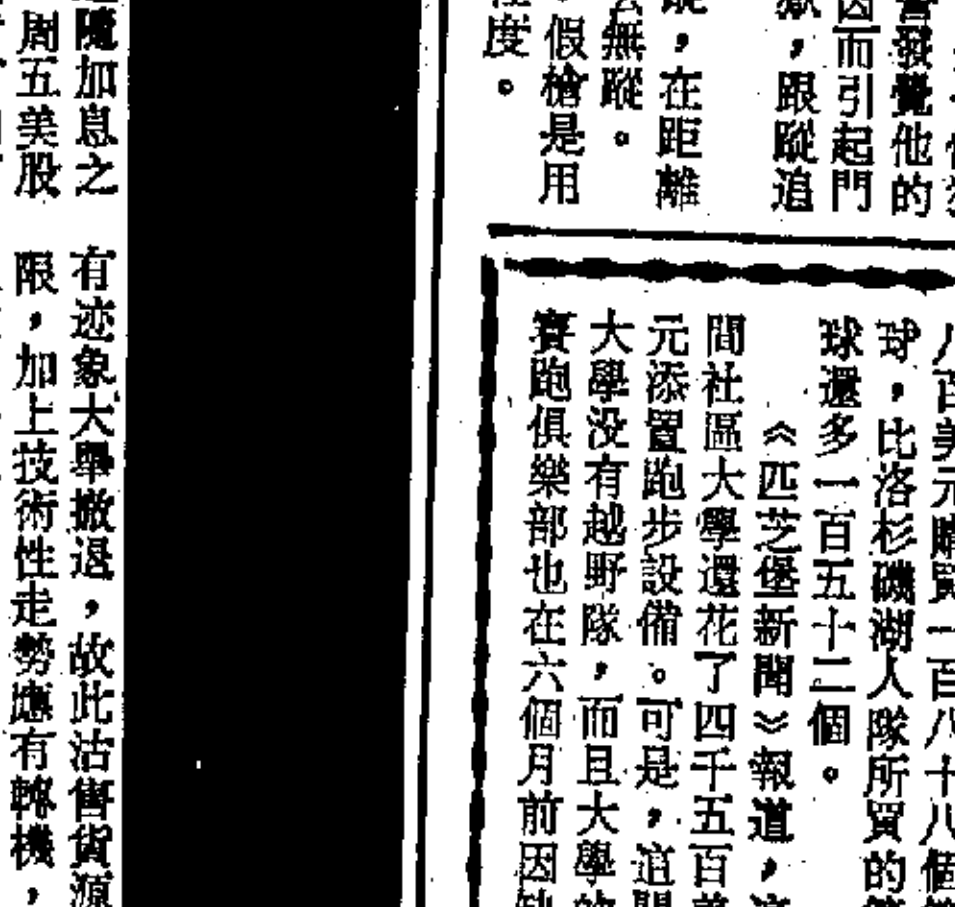 會發覺他的
因而引起門
獄，跟蹤追
，在距離
無蹤。
假槍是用
度。
八百美元購買一百八十八個
球，比洛杉磯湖人隊所買的
球還多一百五十二個。
《匹芝堡新聞》報道，
間社區大學還花了四千五百美
元添置跑步設備。可是，這間
大學没有越野隊，而且大學的
賽跑俱樂部也在六個月前因缺
隨加息之
周五美股
有迹象大舉撤退，故此沽售貨源
限，加上技術性走勢應有轉機，